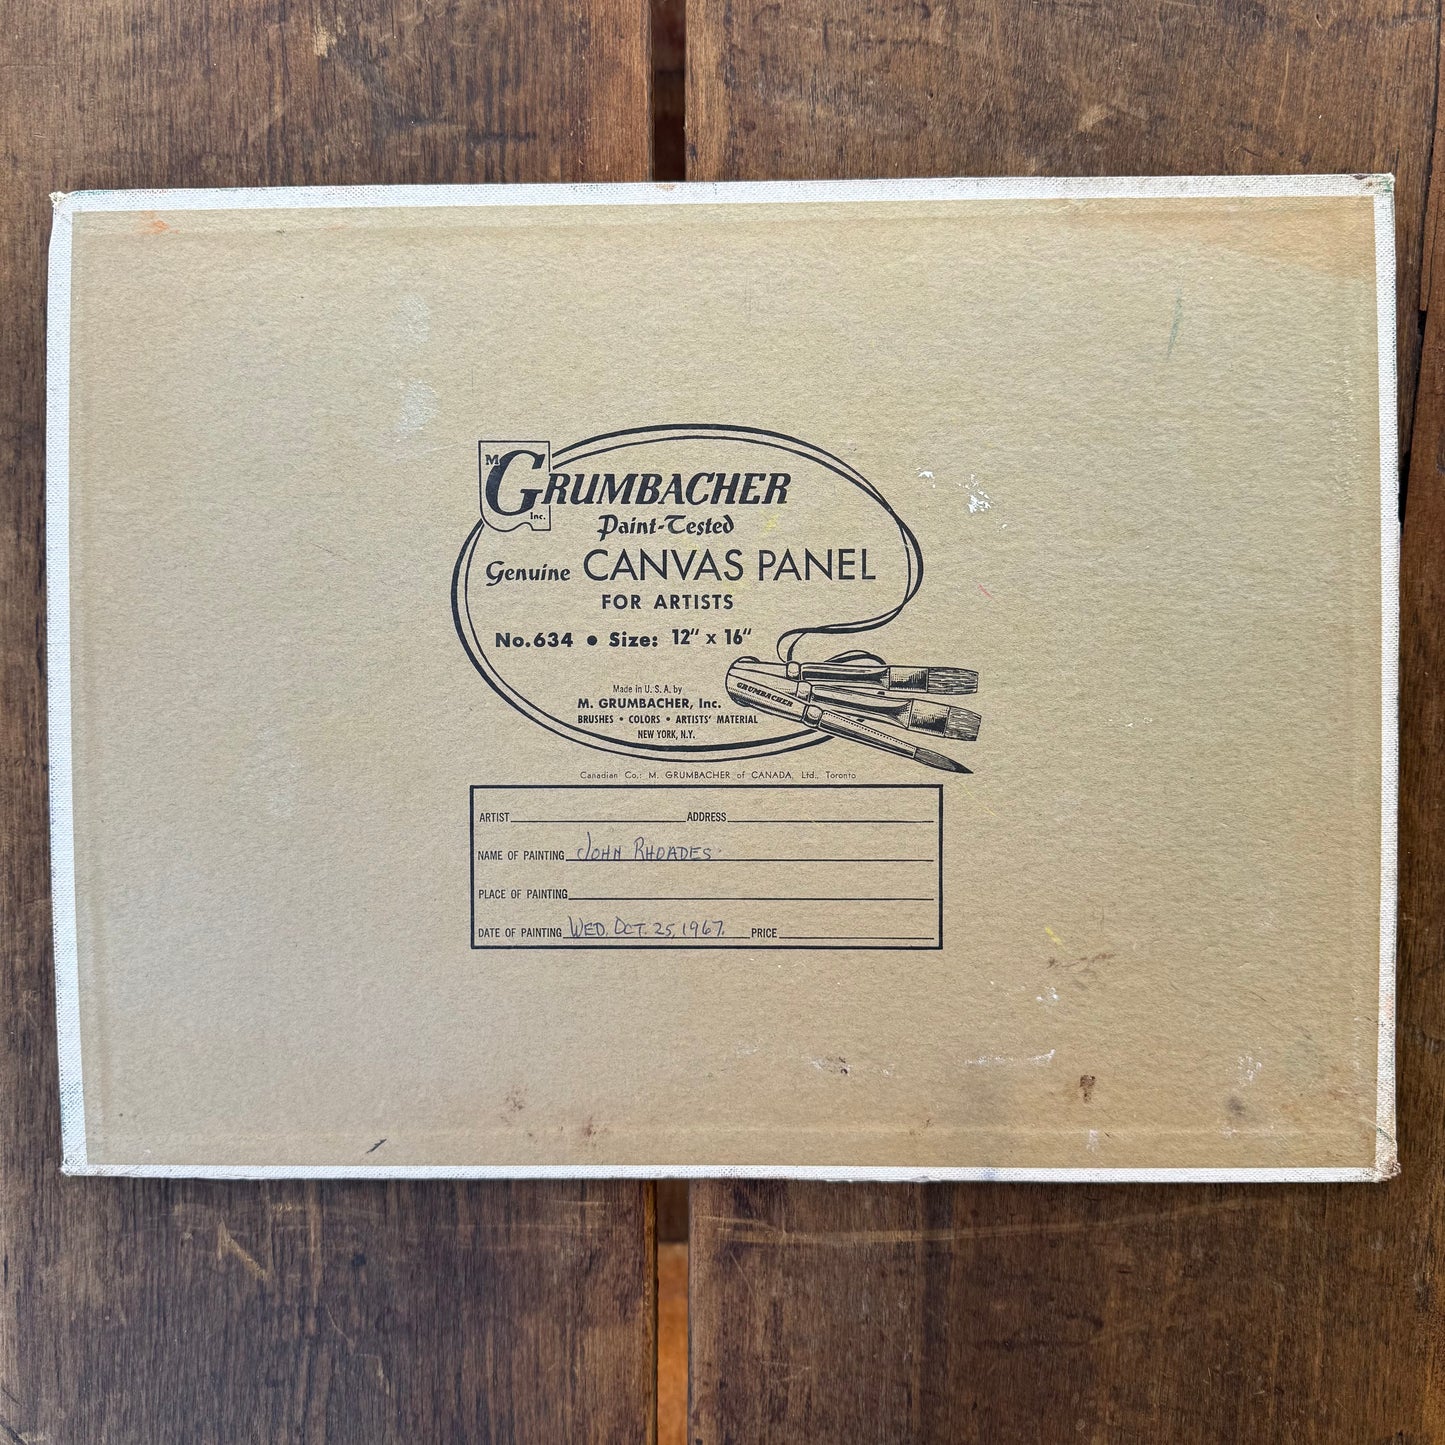 M GRUMBACHER
Inc.
Paint-Tested
Genuine CANVAS PANEL
FOR ARTISTS
No. 634 • Size: 12" x 16"
Made in U. S. A. by
M. GRUMBACHER, Inc.
BRUSHES • COLORS • ARTISTS' MATERIAL
NEW YORK, N.Y.
GRUMBACHER
Canadian Co.: M. GRUMBACHER of CANADA, Ltd., Toronto
ARTIST ADDRESS
NAME OF PAINTING JOHN RHOADES
PLACE OF PAINTING
DATE OF PAINTING WED. OCT. 25, 1967. PRICE